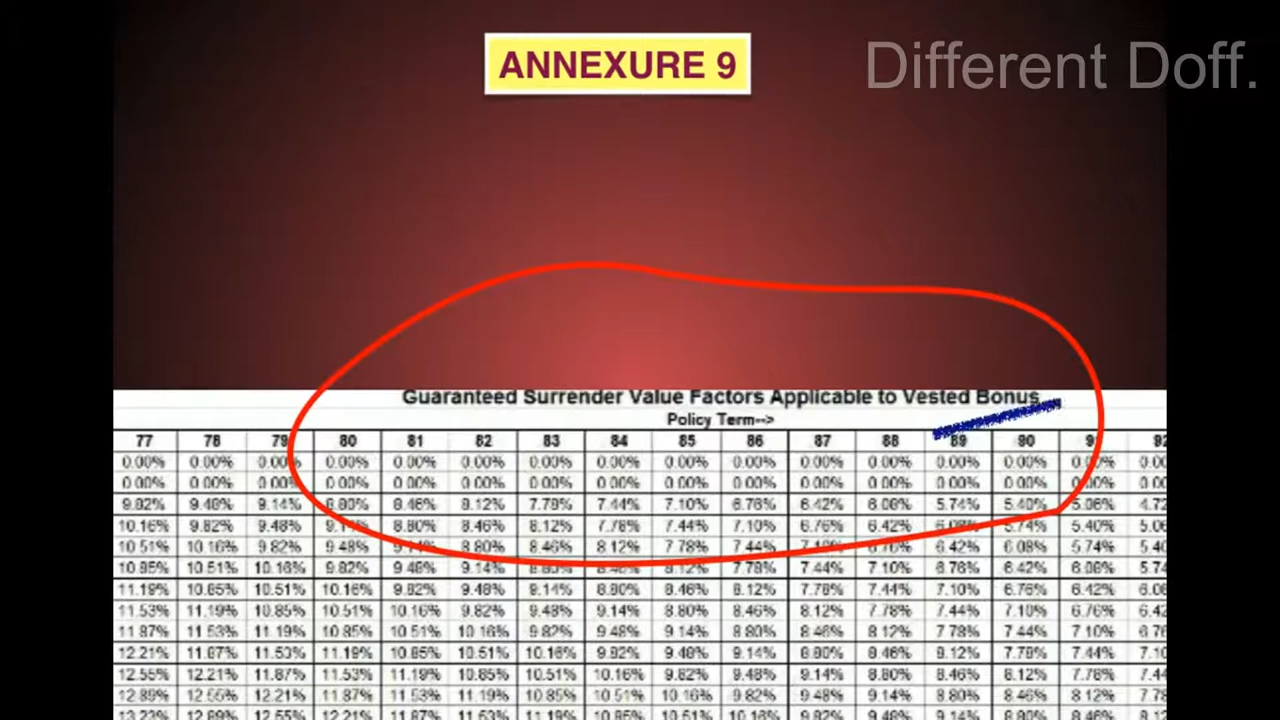 ANNEXURE 9
Different Doff.
Guaranteed Surrender Value Factors Applicable to Vested Bonus
Policy Term-->
77 78 79 80 81 82 83 84 85 86 87 88 89 90 92
0.00% 0.00% 0.00% 0.00% 0.00% 0.00% 0.00% 0.00% 0.00% 0.00% 0.00% 0.00% 0.00% 0.00% 0.00%
0.00% 0.00% 0.00% 0.00% 0.00% 0.00% 0.00% 0.00% 0.00% 0.00% 0.00% 0.00% 0.00% 0.00% 0.00%
9.82% 9.48% 9.14% 8.80% 8.46% 8.12% 7.78% 7.44% 7.10% 6.76% 6.42% 6.08% 5.74% 5.40% 5.06%
10.16% 9.82% 9.48% 8.80% 8.46% 8.12% 7.78% 7.44% 7.10% 6.76% 6.42% 6.08% 5.74% 5.40%
10.51% 10.16% 9.82% 9.48% 8.80% 8.46% 8.12% 7.78% 7.44% 6.42% 6.08% 5.74%
10.51% 10.16% 9.82% 9.48% 9.14% 7.78% 7.44% 7.10% 6.76% 6.42% 6.08%
11.19% 10.85% 10.51% 10.16% 9.82% 9.48% 9.14% 8.80% 8.46% 8.12% 7.78% 7.44% 7.10% 6.76% 6.42%
11.53% 11.19% 10.85% 10.51% 10.16% 9.82% 9.48% 9.14% 8.80% 8.46% 8.12% 7.78% 7.44% 7.10% 6.76%
11.87% 11.53% 11.19% 10.85% 10.51% 10.16% 9.82% 9.48% 9.14% 8.80% 8.46% 8.12% 7.78% 7.44% 7.10%
12.21% 11.87% 11.53% 11.19% 10.85% 10.51% 10.16% 9.82% 9.48% 9.14% 8.80% 8.46% 8.12% 7.78% 7.44%
12.55% 12.21% 11.87% 11.53% 11.19% 10.85% 10.51% 10.16% 9.82% 9.48% 9.14% 8.80% 8.46% 8.12% 7.78%
12.89% 12.55% 12.21% 11.87% 11.53% 11.19% 10.85% 10.51% 10.16% 9.82% 9.48% 9.14% 8.80% 8.46% 8.12%